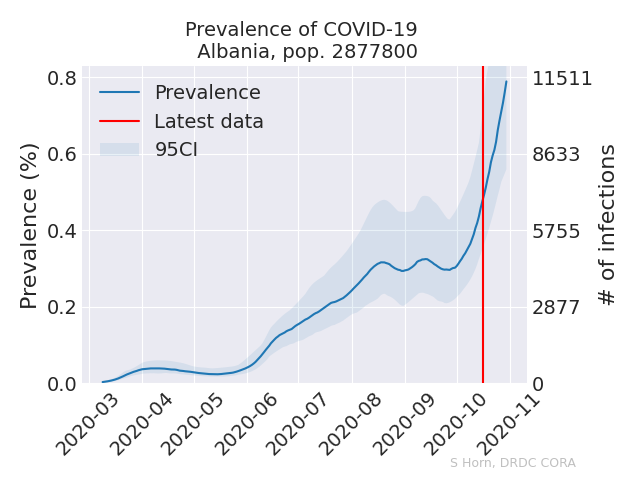 Prevalence of COVID-19
Albania, pop. 2877800
Prevalence (%)
0.8
0.6
0.4
0.2
0.0
Prevalence
Latest data
95CI
11511
8633
5755
2877
0
# of infections
2020-03
2020-04
2020-05
2020-06
2020-07
2020-08
2020-09
2020-10
2020-11
S Horn, DRDC CORA